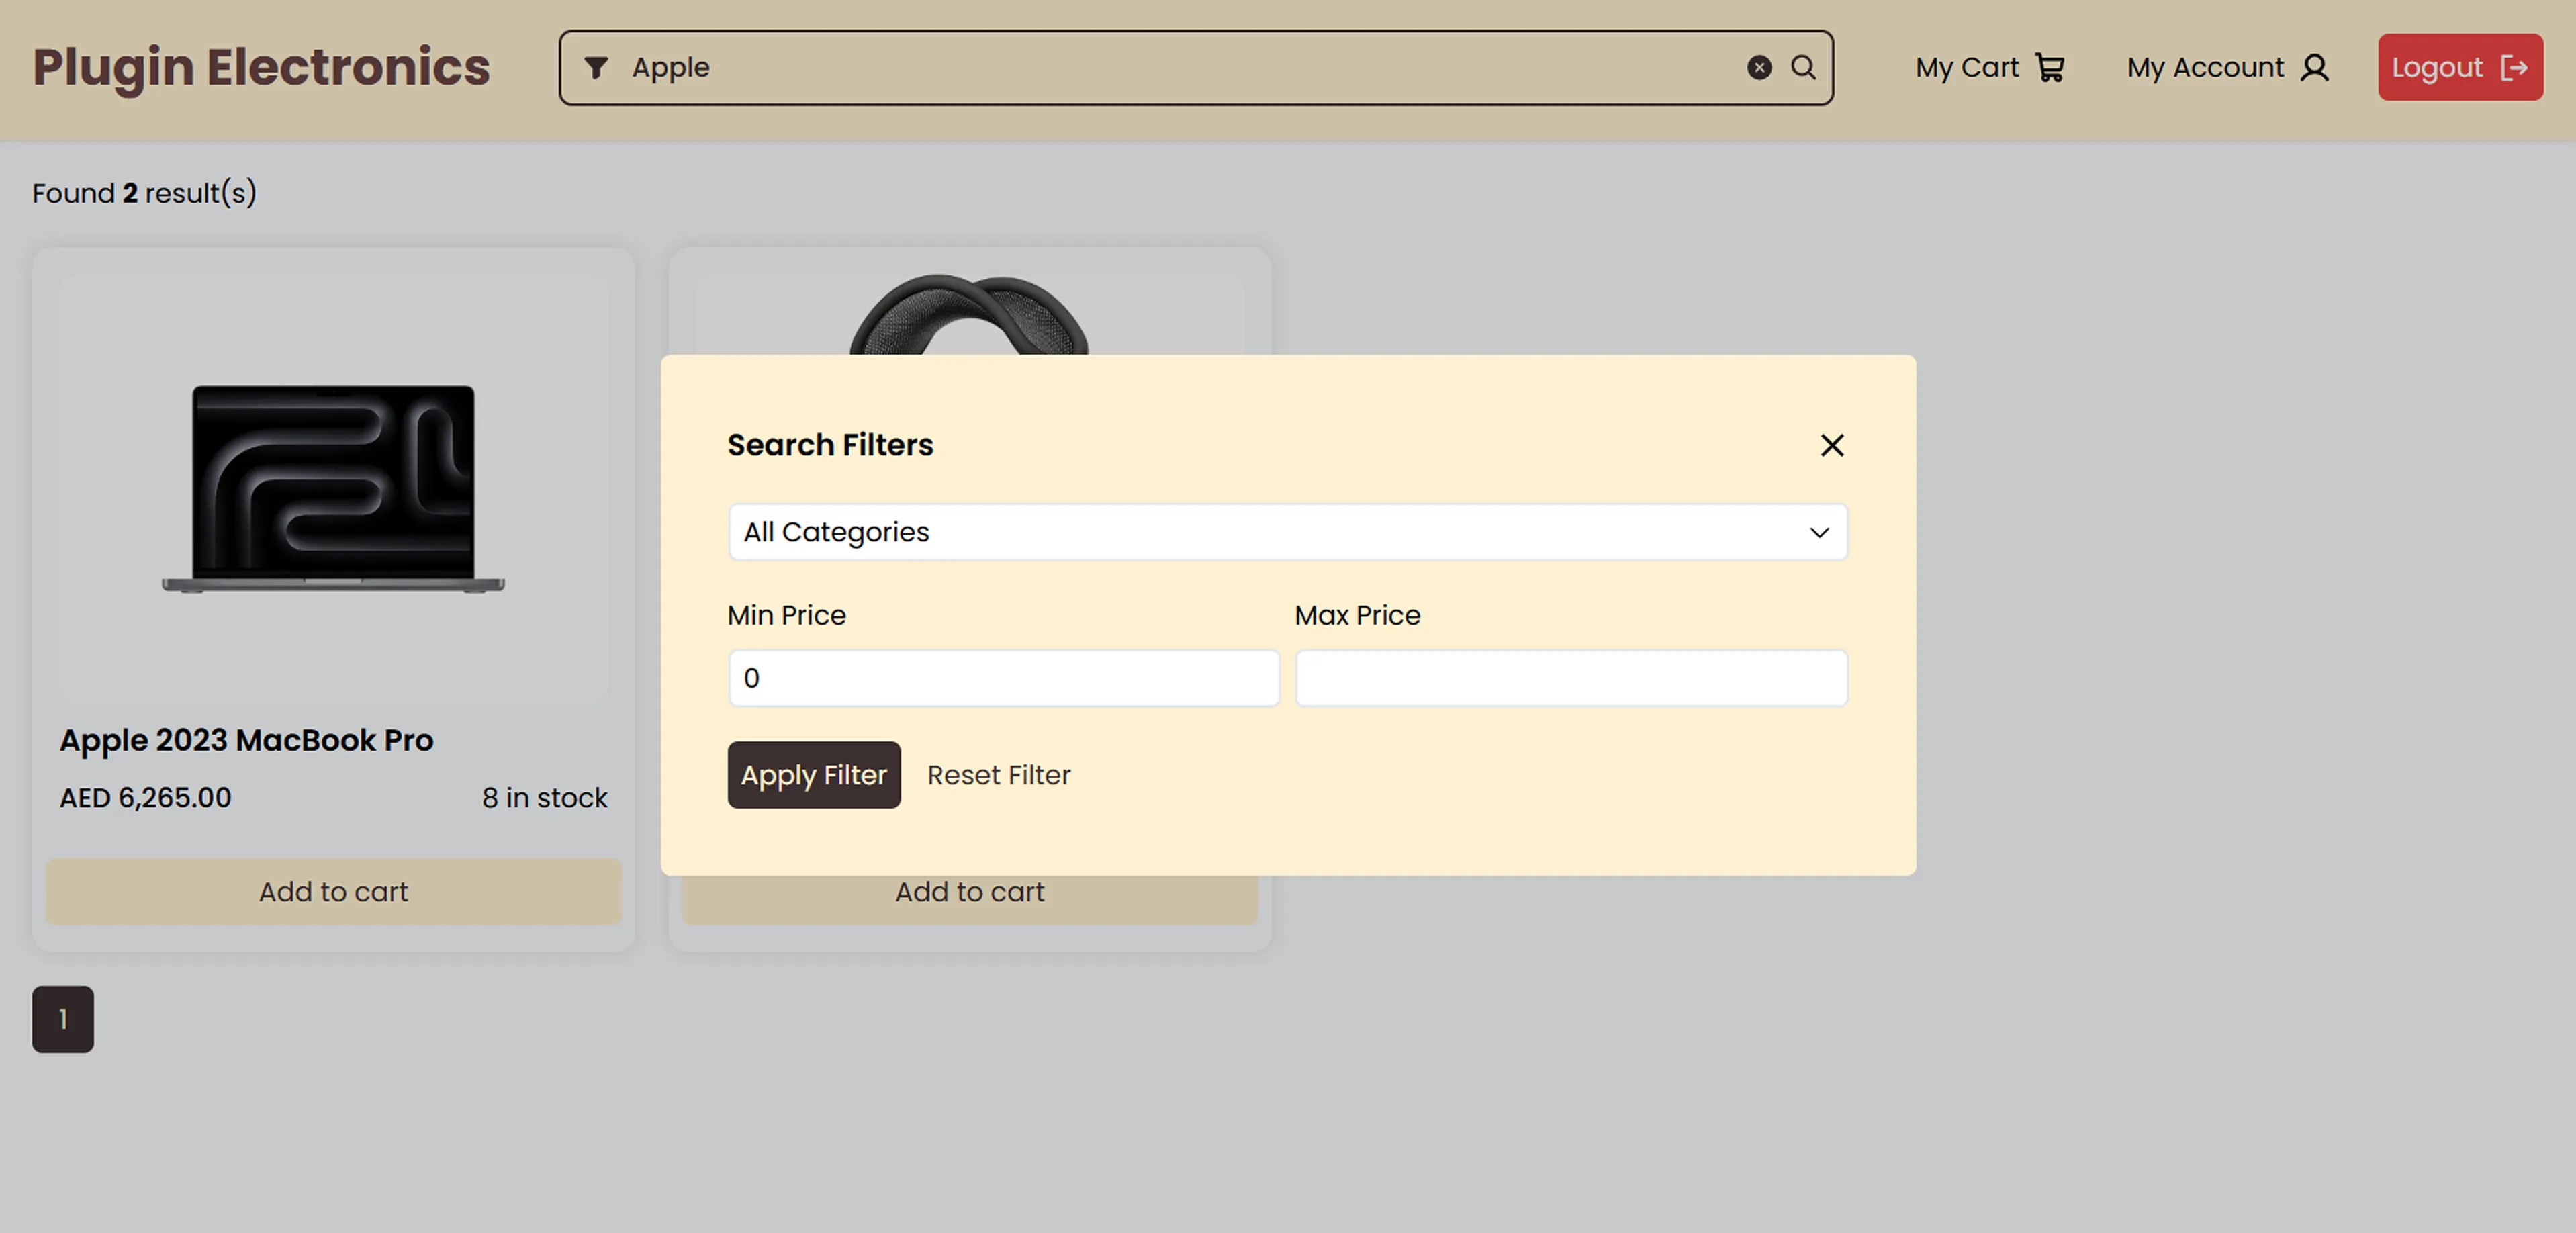 Plugin Electronics
Apple
My Cart
My Account
Logout
Found 2 result(s)
Search Filters
All Categories
Min Price
Max Price
0
Apply Filter
Reset Filter
Apple 2023 MacBook Pro
AED 6,265.00
8 in stock
Add to cart
Add to cart
1